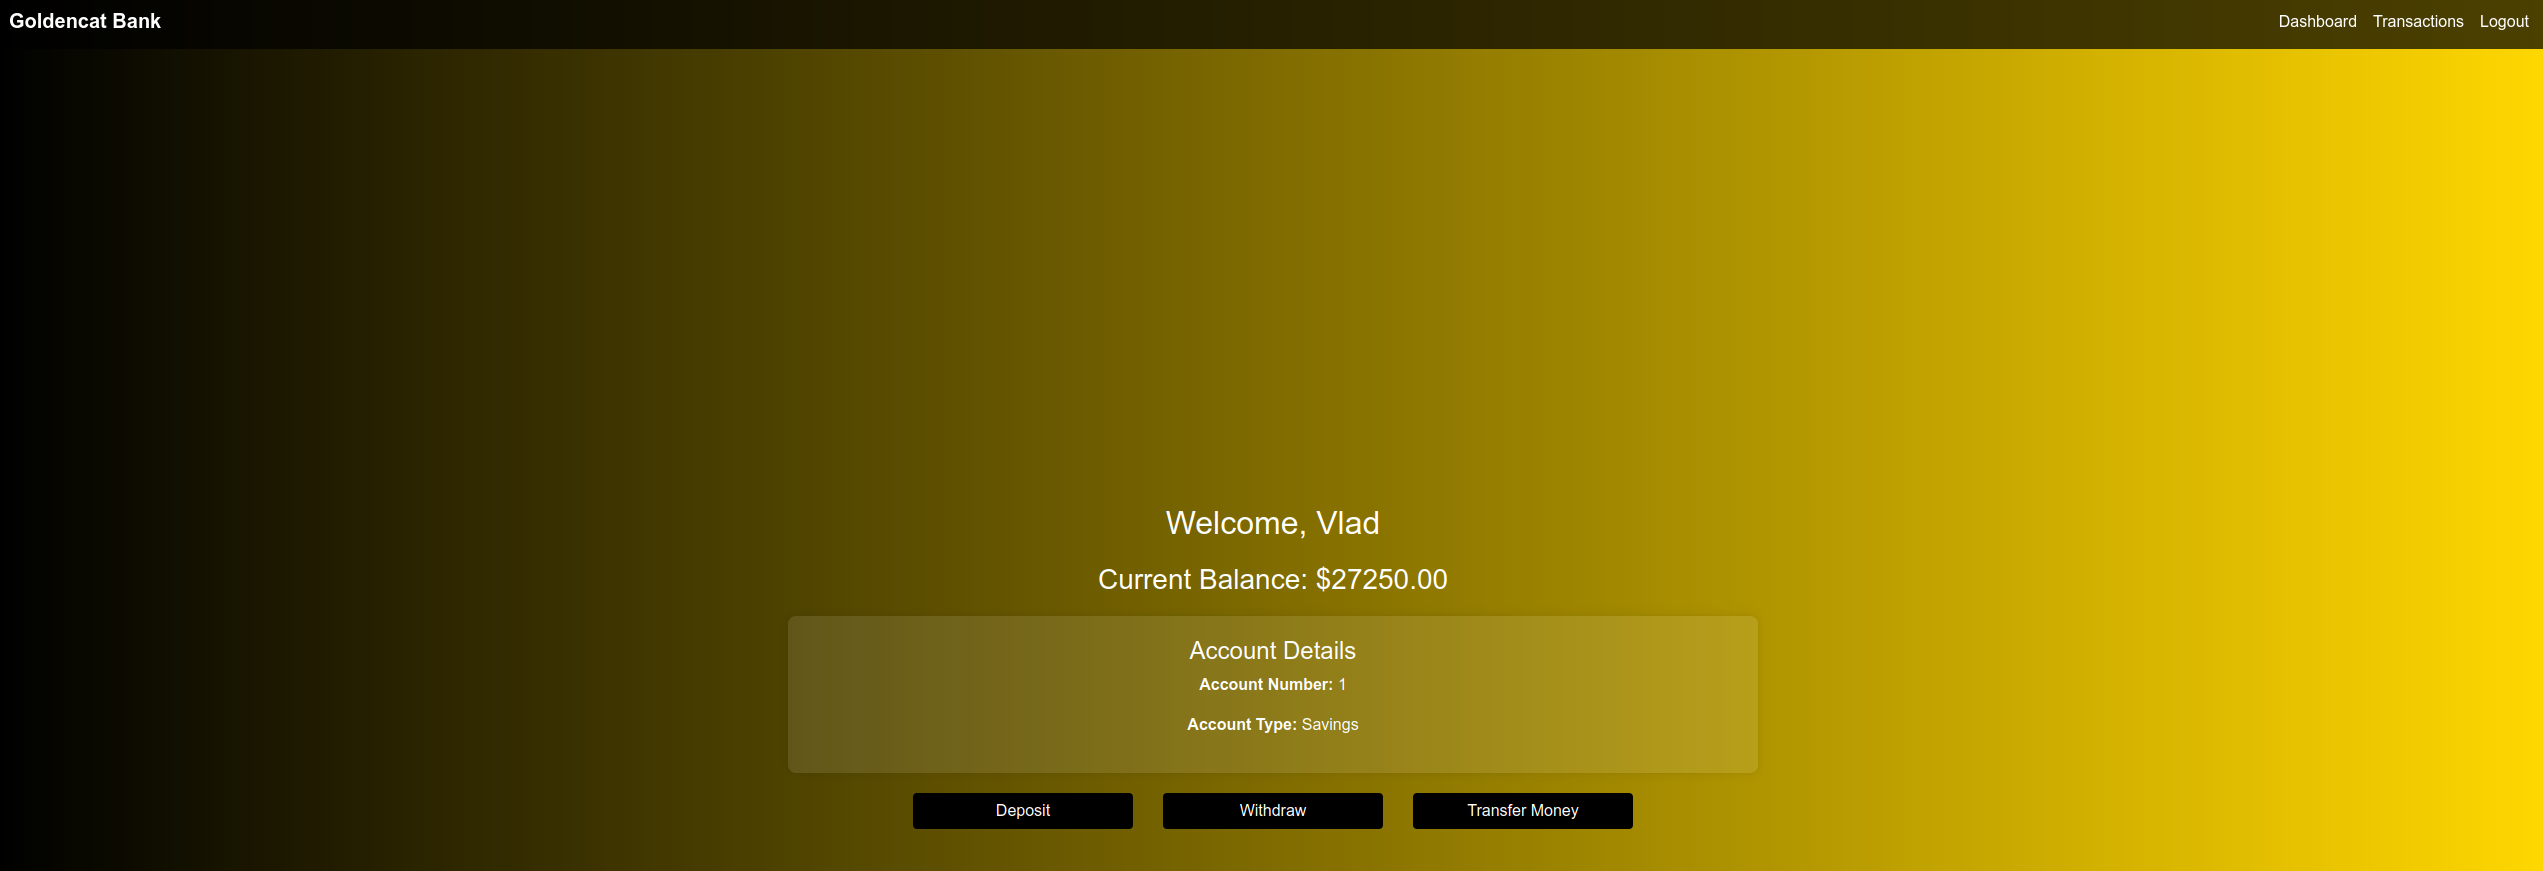 Goldencat Bank
Dashboard Transactions Logout
Welcome, Vlad
Current Balance: $27250.00
Account Details
Account Number: 1
Account Type: Savings
Deposit Withdraw Transfer Money